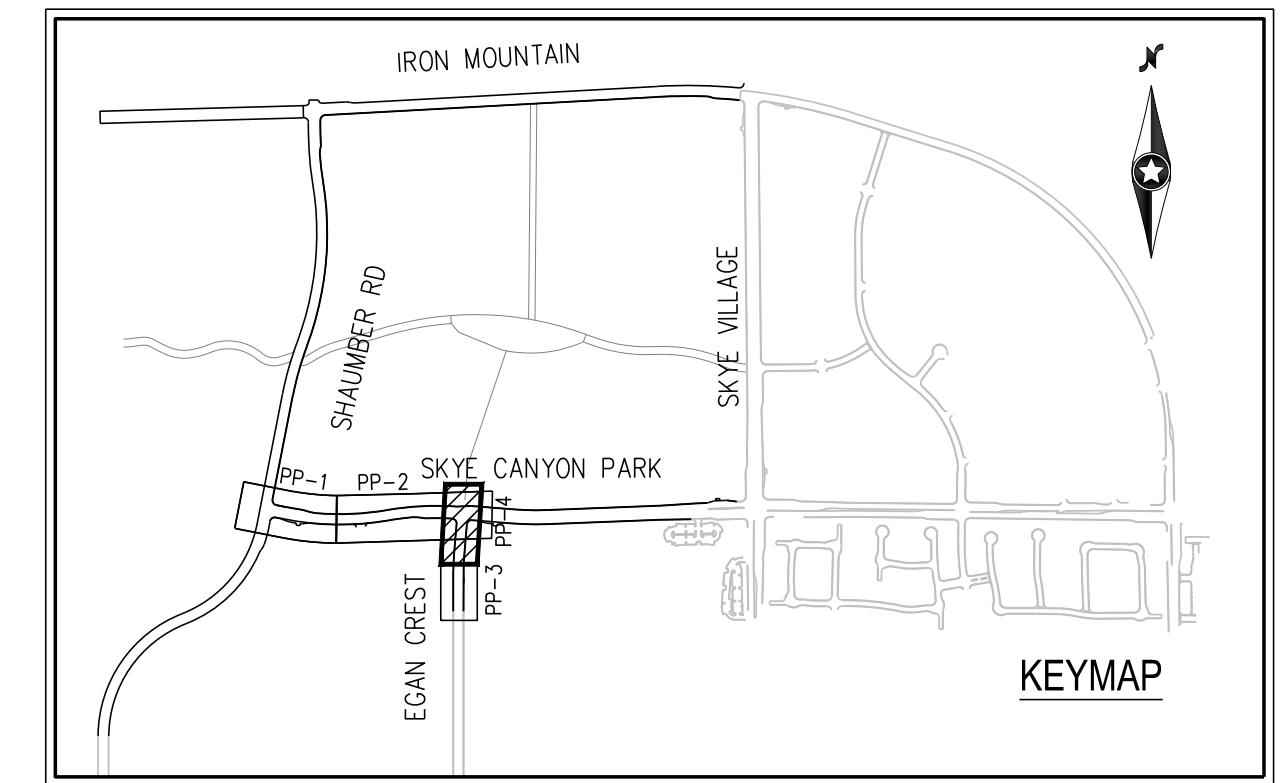 IRON MOUNTAIN
N
SHAUMBER RD
SKYE VILLAGE
SKYE CANYON PARK
PP-1
PP-2
PP-4
PP-3
EGAN CREST
KEYMAP